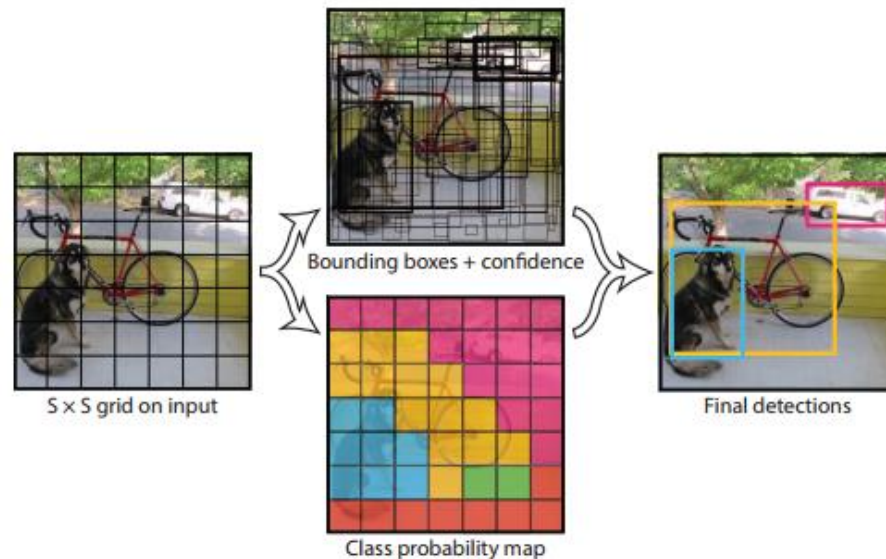 Bounding boxes + confidence
S × S grid on input
Final detections
Class probability map